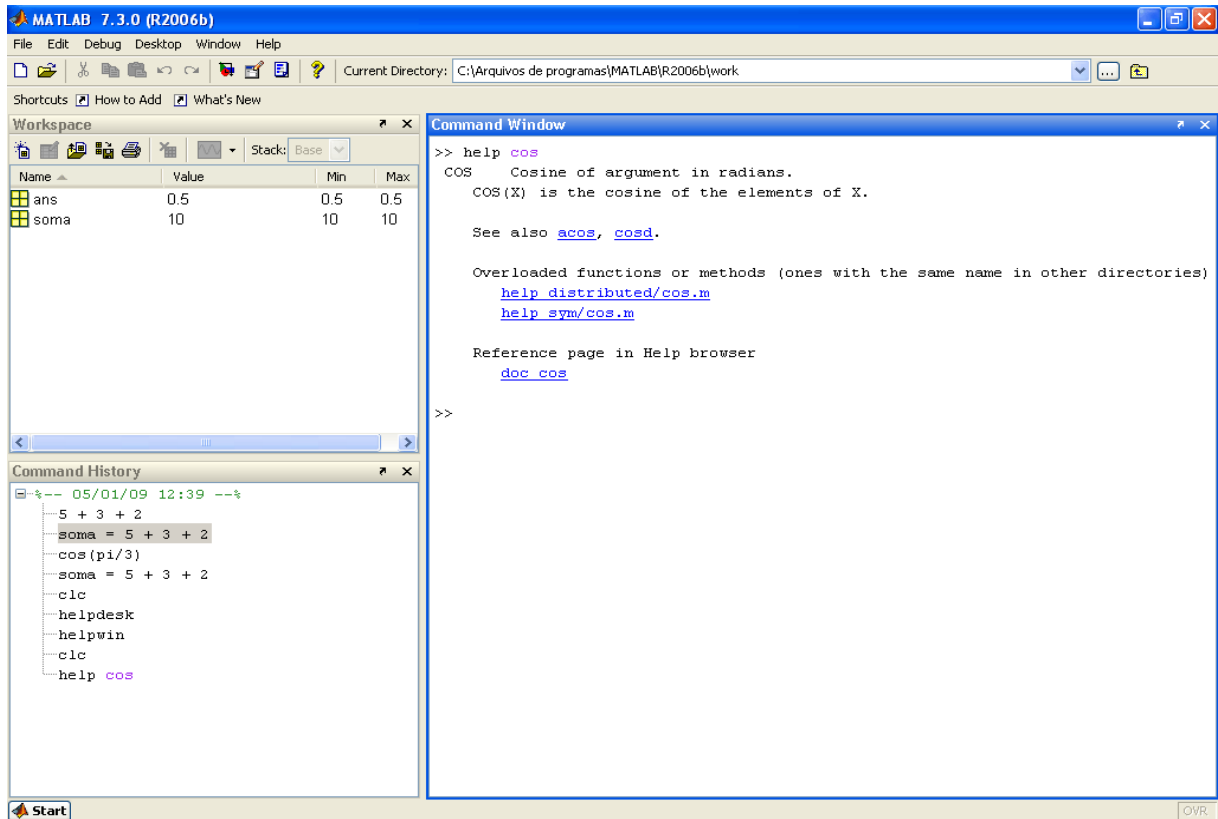 MATLAB 7.3.0 (R2006b)
File Edit Debug Desktop Window Help
Current Directory: C:\Arquivos de programas\MATLAB\R2006b\work ...
Shortcuts How to Add What's New
Workspace
Stack: Base
Name Value Min Max
ans 0.5 0.5 0.5
soma 10 10 10
Command History
%-- 05/01/09 12:39 --%
5 + 3 + 2
soma = 5 + 3 + 2
cos(pi/3)
soma = 5 + 3 + 2
clc
helpdesk
helpwin
clc
help cos
Command Window
>> help cos
COS Cosine of argument in radians.
COS(X) is the cosine of the elements of X.
See also acos, cosd.
Overloaded functions or methods (ones with the same name in other directories)
help distributed/cos.m
help sym/cos.m
Reference page in Help browser
doc cos
>>
Start
OVR